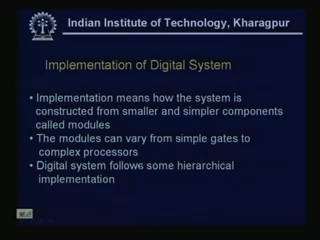 Indian Institute of Technology, Kharagpur
Implementation of Digital System
• Implementation means how the system is
constructed from smaller and simpler components
called modules
• The modules can vary from simple gates to
complex processors
• Digital system follows some hierarchical
implementation